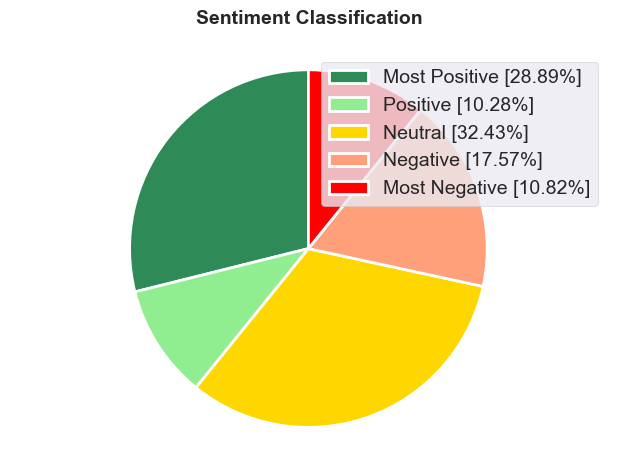 Sentiment Classification
Most Positive [28.89%]
Positive [10.28%]
Neutral [32.43%]
Negative [17.57%]
Most Negative [10.82%]